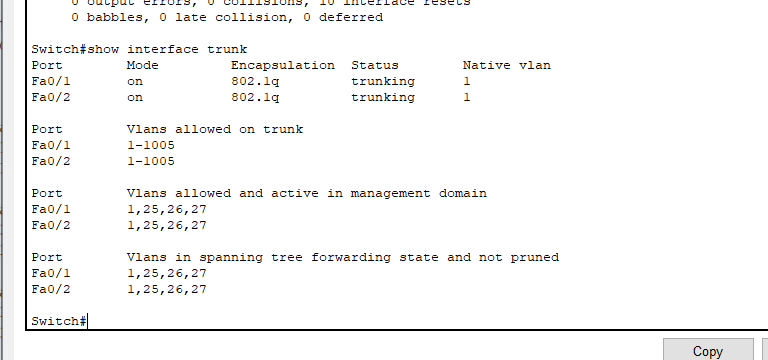 0 output errors, 0 collisions, 10 interface resets
0 babbles, 0 late collision, 0 deferred
Switch#show interface trunk
Port        Mode         Encapsulation  Status        Native vlan
Fa0/1       on           802.1q         trunking      1
Fa0/2       on           802.1q         trunking      1
Port        Vlans allowed on trunk
Fa0/1       1-1005
Fa0/2       1-1005
Port        Vlans allowed and active in management domain
Fa0/1       1,25,26,27
Fa0/2       1,25,26,27
Port        Vlans in spanning tree forwarding state and not pruned
Fa0/1       1,25,26,27
Fa0/2       1,25,26,27
Switch#
Copy